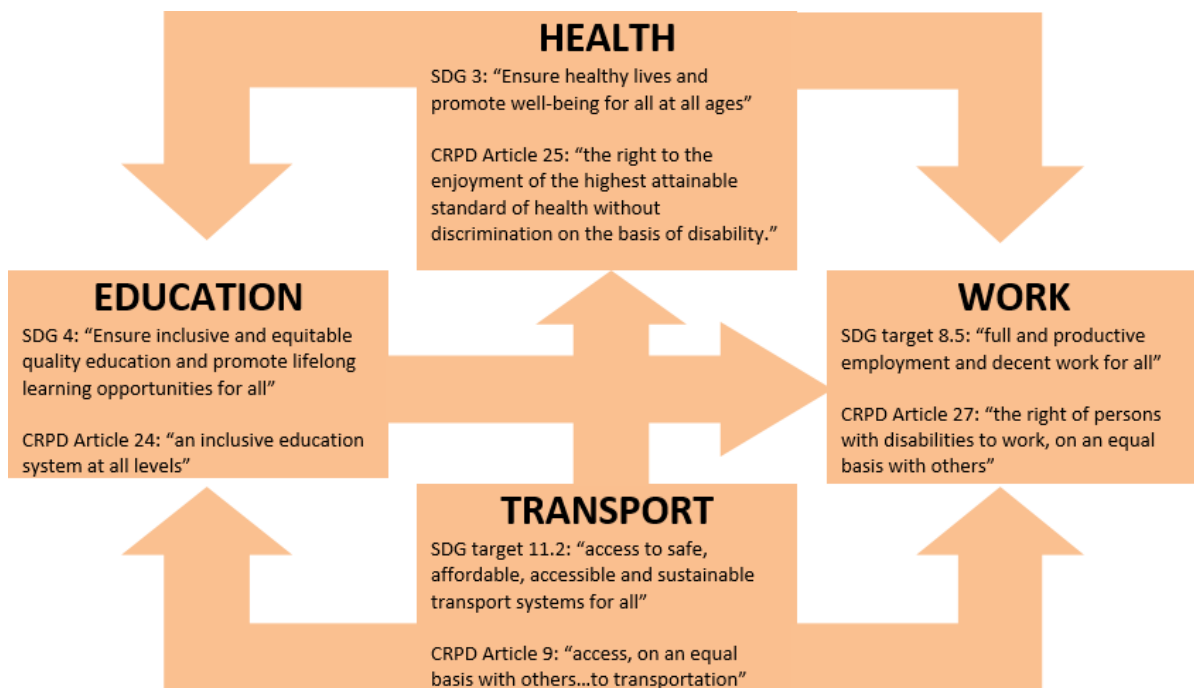 HEALTH
SDG 3: “Ensure healthy lives and
promote well-being for all at all ages”
CRPD Article 25: “the right to the
enjoyment of the highest attainable
standard of health without
discrimination on the basis of disability.”
EDUCATION
SDG 4: “Ensure inclusive and equitable
quality education and promote lifelong
learning opportunities for all”
CRPD Article 24: “an inclusive education
system at all levels”
WORK
SDG target 8.5: “full and productive
employment and decent work for all”
CRPD Article 27: “the right of persons
with disabilities to work, on an equal
basis with others”
TRANSPORT
SDG target 11.2: “access to safe,
affordable, accessible and sustainable
transport systems for all”
CRPD Article 9: “access, on an equal
basis with others…to transportation”